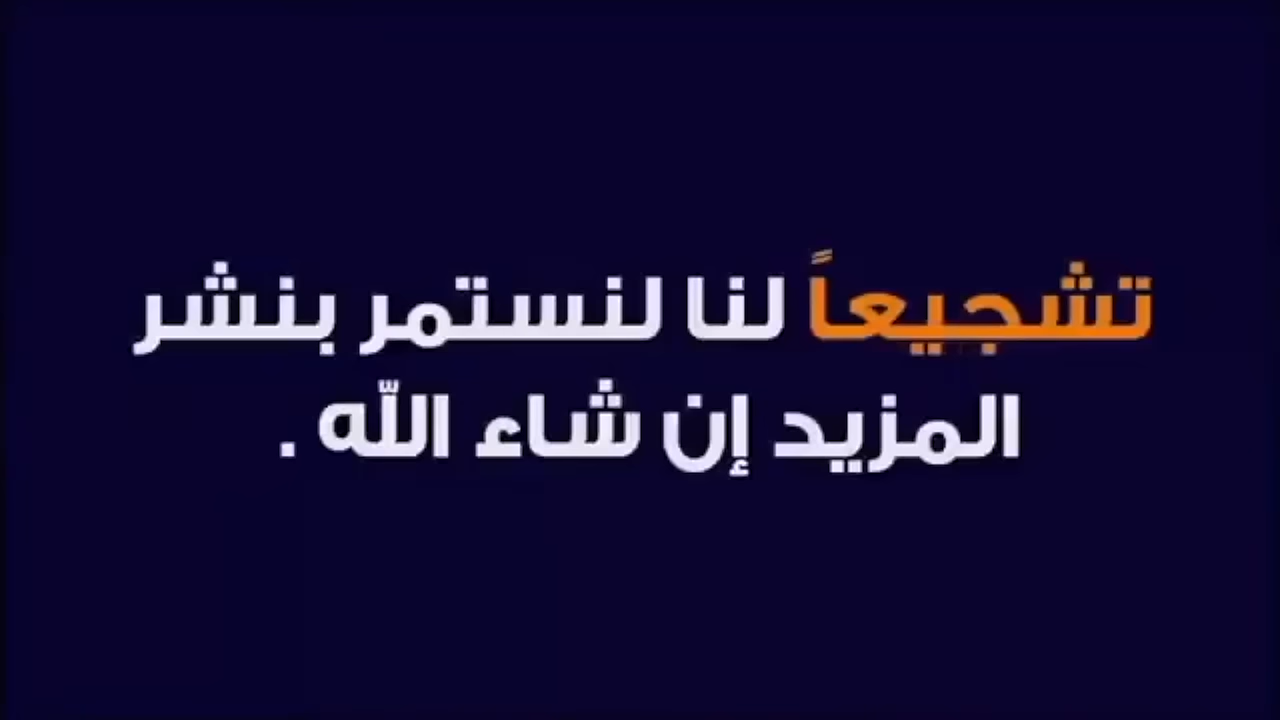 تشجيعاً لنا لنستمر بنشر
المزيد إن شاء اللّه .